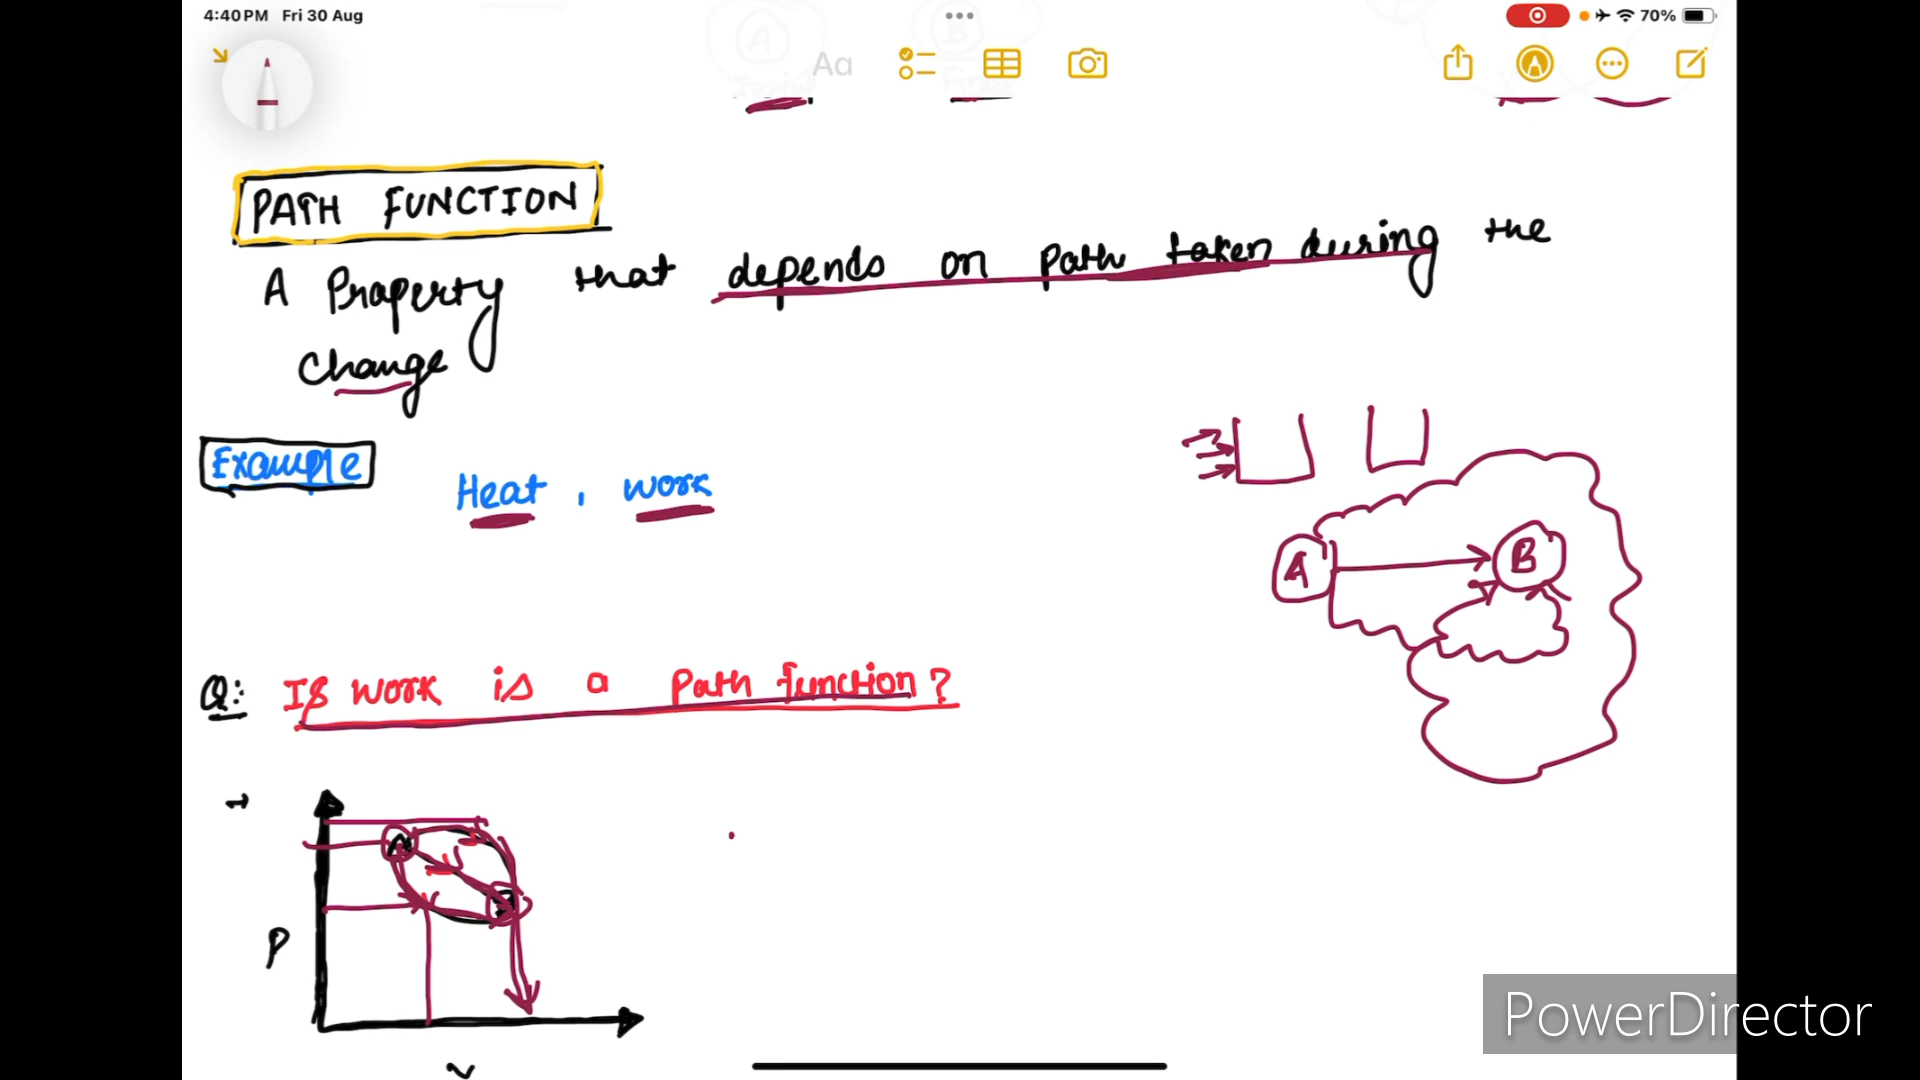 4:40 PM Fri 30 Aug
70%
Aa
PATH FUNCTION
A Property that depends on path taken during the
change
Example
Heat , work
A
B
Q: Is work is a path function?
P
V
PowerDirector